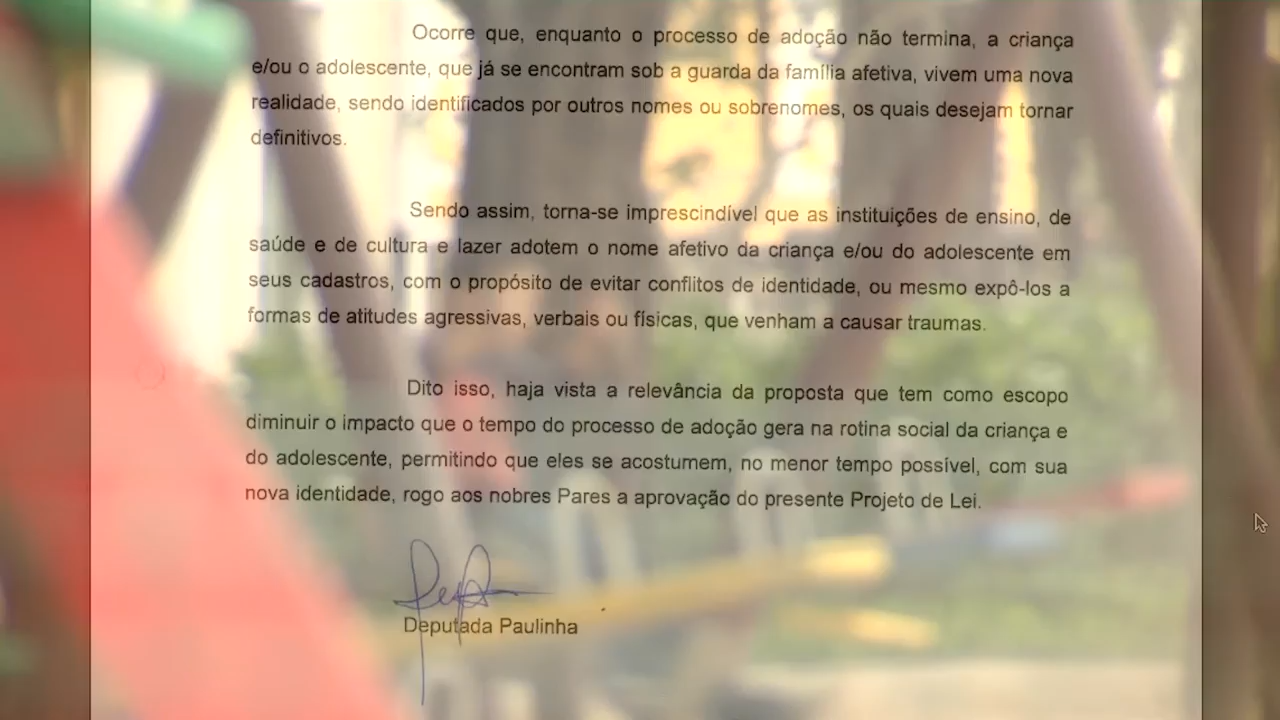 Ocorre que, enquanto o processo de adoção não termina, a criança
e/ou o adolescente, que já se encontram sob a guarda da família afetiva, vivem uma nova
realidade, sendo identificados por outros nomes ou sobrenomes, os quais desejam tornar
definitivos.
Sendo assim, torna-se imprescindível que as instituições de ensino, de
saúde e de cultura e lazer adotem o nome afetivo da criança e/ou do adolescente em
seus cadastros, com o propósito de evitar conflitos de identidade, ou mesmo expô-los a
formas de atitudes agressivas, verbais ou físicas, que venham a causar traumas.
Dito isso, haja vista a relevância da proposta que tem como escopo
diminuir o impacto que o tempo do processo de adoção gera na rotina social da criança e
do adolescente, permitindo que eles se acostumem, no menor tempo possível, com sua
nova identidade, rogo aos nobres Pares a aprovação do presente Projeto de Lei.
Deputada Paulinha